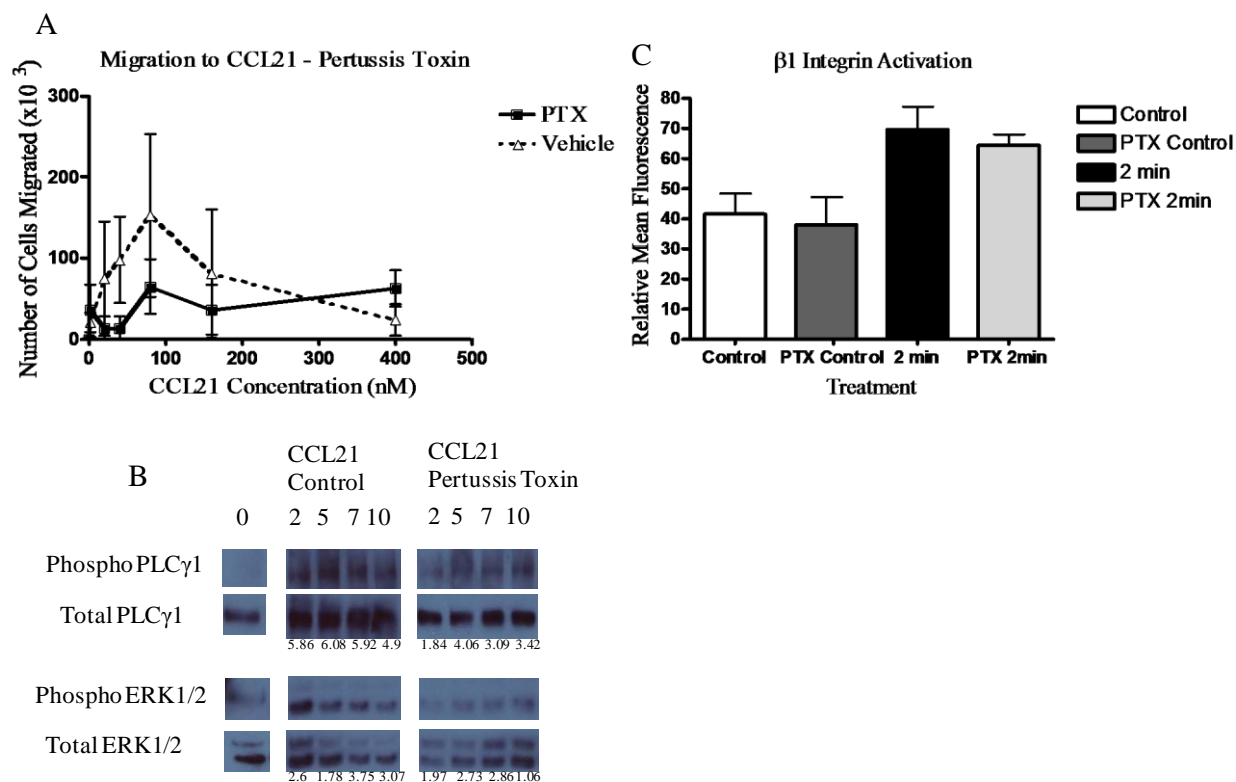 A
Migration to CCL21 - Pertussis Toxin
Number of Cells Migrated (x10 3)
300
200
100
0
0 100 200 300 400 500
CCL21 Concentration (nM)
PTX
Vehicle
C
β1 Integrin Activation
Relative Mean Fluorescence
80
70
60
50
40
30
20
10
0
Control PTX Control 2 min PTX 2min
Treatment
Control
PTX Control
2 min
PTX 2min
B
CCL21
Control
CCL21
Pertussis Toxin
0 2 5 7 10 2 5 7 10
Phospho PLCγ1
Total PLCγ1
5.86 6.08 5.92 4.9 1.84 4.06 3.09 3.42
Phospho ERK1/2
Total ERK1/2
2.6 1.78 3.75 3.07 1.97 2.73 2.86 1.06